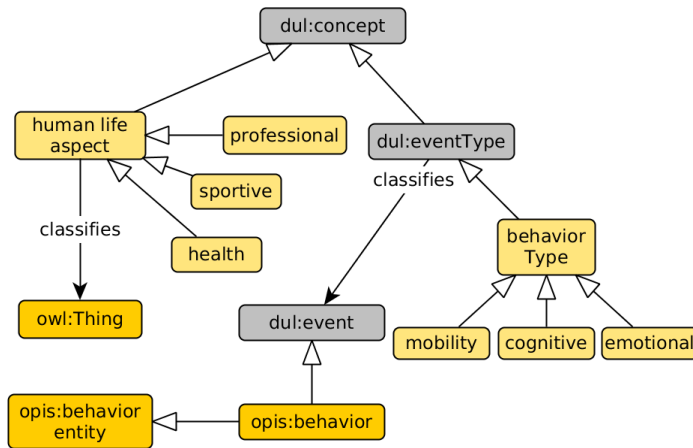 dul:concept
human life
aspect
professional
dul:eventType
classifies
sportive
classifies
behavior
Type
health
owl:Thing
dul:event
mobility
cognitive
emotional
opis:behavior
entity
opis:behavior